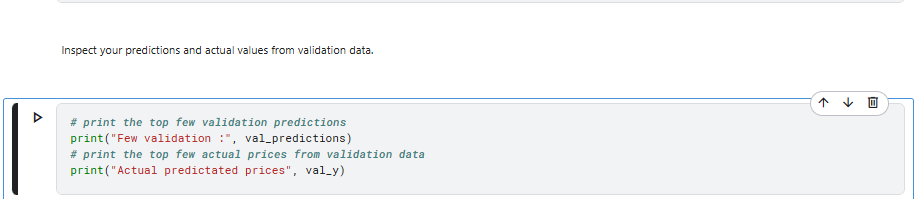 Inspect your predictions and actual values from validation data.
# print the top few validation predictions
print("Few validation :", val_predictions)
# print the top few actual prices from validation data
print("Actual predictated prices", val_y)